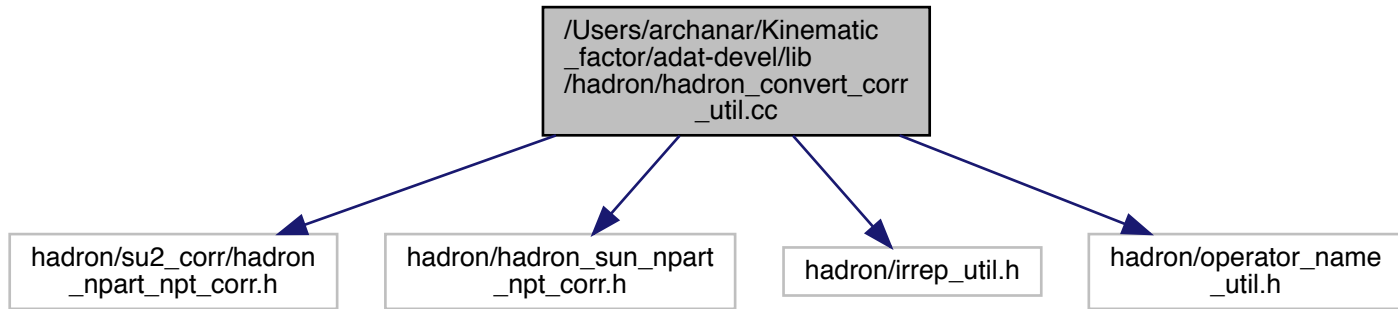 /Users/archanar/Kinematic
_factor/adat-devel/lib
/hadron/hadron_convert_corr
_util.cc
hadron/su2_corr/hadron
_npart_npt_corr.h
hadron/hadron_sun_npart
_npt_corr.h
hadron/irrep_util.h
hadron/operator_name
_util.h